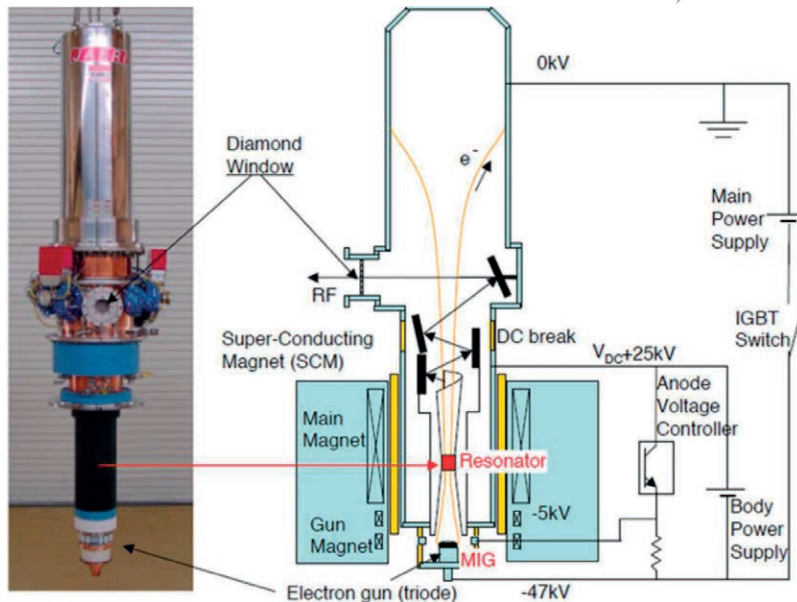 JAERI
Diamond
Window
0kV
e-
RF
Main
Power
Supply
IGBT
Switch
Super-Conducting
Magnet (SCM)
DC break
VDC+25kV
Anode
Voltage
Controller
Main
Magnet
Resonator
Gun
Magnet
-5kV
Body
Power
Supply
MIG
Electron gun (triode)
-47kV